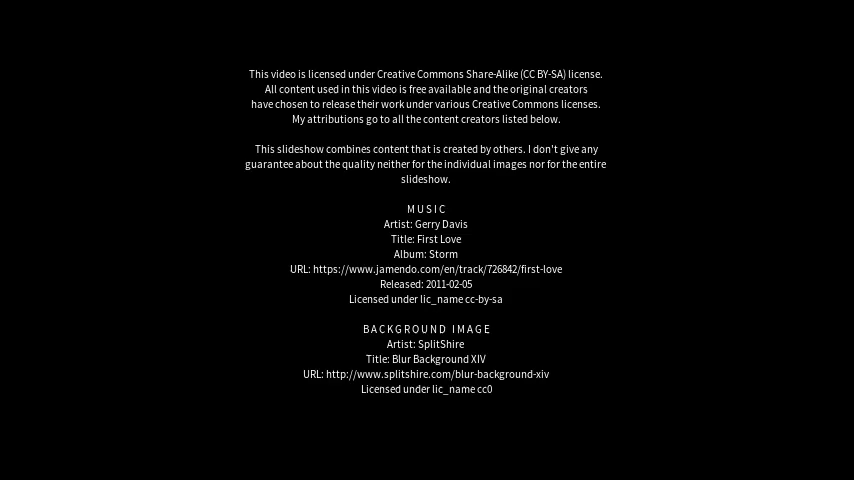 This video is licensed under Creative Commons Share-Alike (CC BY-SA) license.
All content used in this video is free available and the original creators
have chosen to release their work under various Creative Commons licenses.
My attributions go to all the content creators listed below.
This slideshow combines content that is created by others. I don't give any
guarantee about the quality neither for the individual images nor for the entire
slideshow.
MUSIC
Artist: Gerry Davis
Title: First Love
Album: Storm
URL: https://www.jamendo.com/en/track/726842/first-love
Released: 2011-02-05
Licensed under lic_name cc-by-sa
BACKGROUND IMAGE
Artist: SplitShire
Title: Blur Background XIV
URL: http://www.splitshire.com/blur-background-xiv
Licensed under lic_name cc0